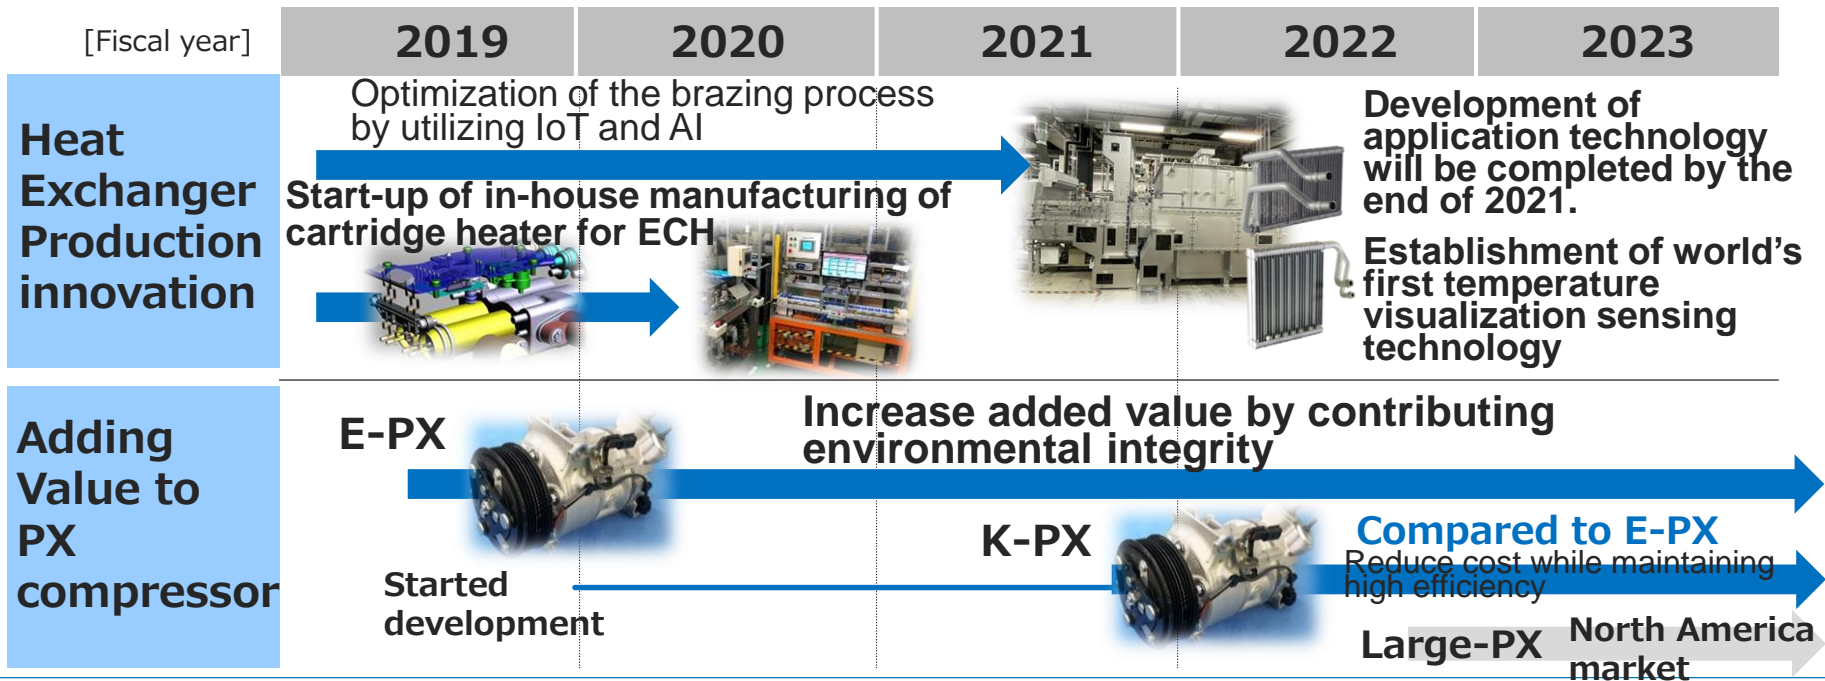 [Fiscal year]
2019
2020
2021
2022
2023
Heat
Exchanger
Production
innovation
Optimization of the brazing process
by utilizing IoT and AI
Start-up of in-house manufacturing of
cartridge heater for ECH
Development of
application technology
will be completed by the
end of 2021.
Establishment of world's
first temperature
visualization sensing
technology
Adding
Value to
PX
compressor
E-PX
Increase added value by contributing
environmental integrity
K-PX
Compared to E-PX
Reduce cost while maintaining
high efficiency
Started
development
Large-PX
North America
market